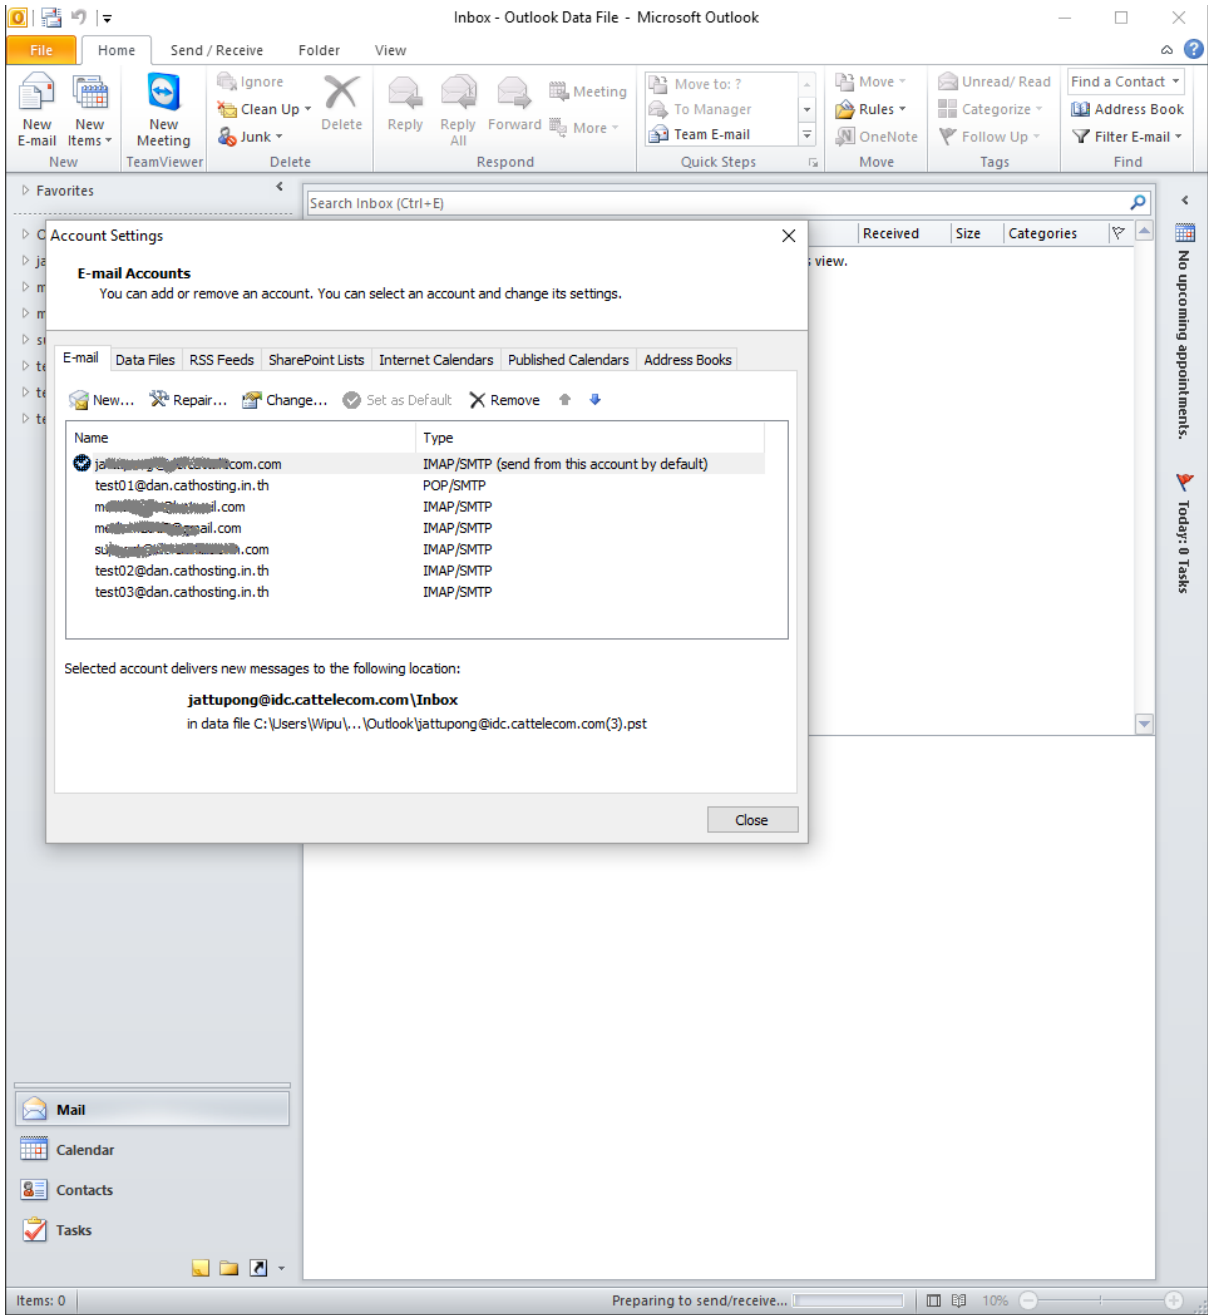 Inbox - Outlook Data File - Microsoft Outlook
File Home Send / Receive Folder View
New E-mail
New Items
New
New Meeting
TeamViewer
Ignore
Clean Up
Junk
Delete
Delete
Reply
Reply All
Forward
Meeting
More
Respond
Move to: ?
To Manager
Team E-mail
Quick Steps
Move
Rules
OneNote
Move
Unread/ Read
Categorize
Follow Up
Tags
Find a Contact
Address Book
Filter E-mail
Find
Favorites
Search Inbox (Ctrl+E)
Received Size Categories
view.
Account Settings
E-mail Accounts
You can add or remove an account. You can select an account and change its settings.
E-mail Data Files RSS Feeds SharePoint Lists Internet Calendars Published Calendars Address Books
New... Repair... Change... Set as Default Remove
Name Type
com.com IMAP/SMTP (send from this account by default)
test01@dan.cathosting.in.th POP/SMTP
.com IMAP/SMTP
ail.com IMAP/SMTP
.com IMAP/SMTP
test02@dan.cathosting.in.th IMAP/SMTP
test03@dan.cathosting.in.th IMAP/SMTP
Selected account delivers new messages to the following location:
jattupong@idc.cattelecom.com\Inbox
in data file C:\Users\Wipu\...\Outlook\jattupong@idc.cattelecom.com(3).pst
Close
No upcoming appointments.
Today: 0 Tasks
Mail
Calendar
Contacts
Tasks
Items: 0 Preparing to send/receive... 10%